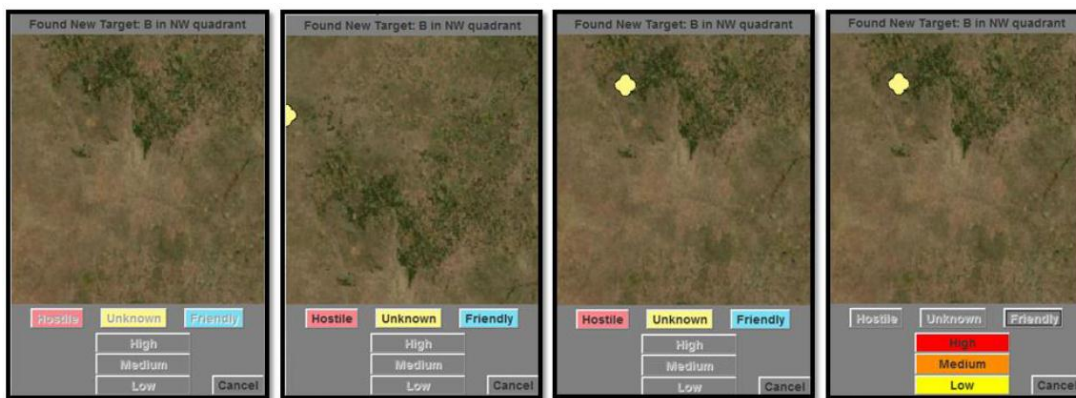 Found New Target: B in NW quadrant
Hostile Unknown Friendly
High
Medium
Low
Cancel
Found New Target: B in NW quadrant
Hostile Unknown Friendly
High
Medium
Low
Cancel
Found New Target: B in NW quadrant
Hostile Unknown Friendly
High
Medium
Low
Cancel
Found New Target: B in NW quadrant
Hostile Unknown Friendly
High
Medium
Low
Cancel